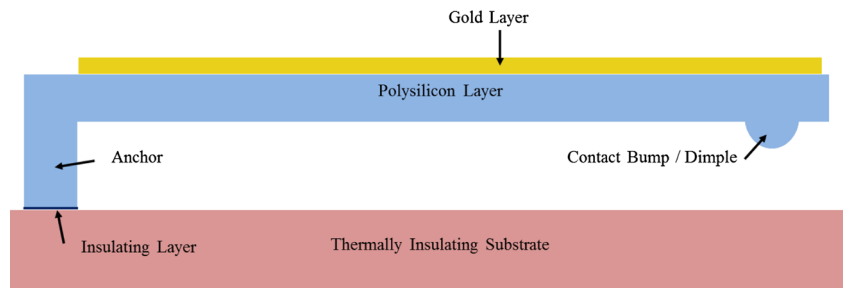 Gold Layer
Polysilicon Layer
Anchor
Contact Bump / Dimple
Insulating Layer
Thermally Insulating Substrate